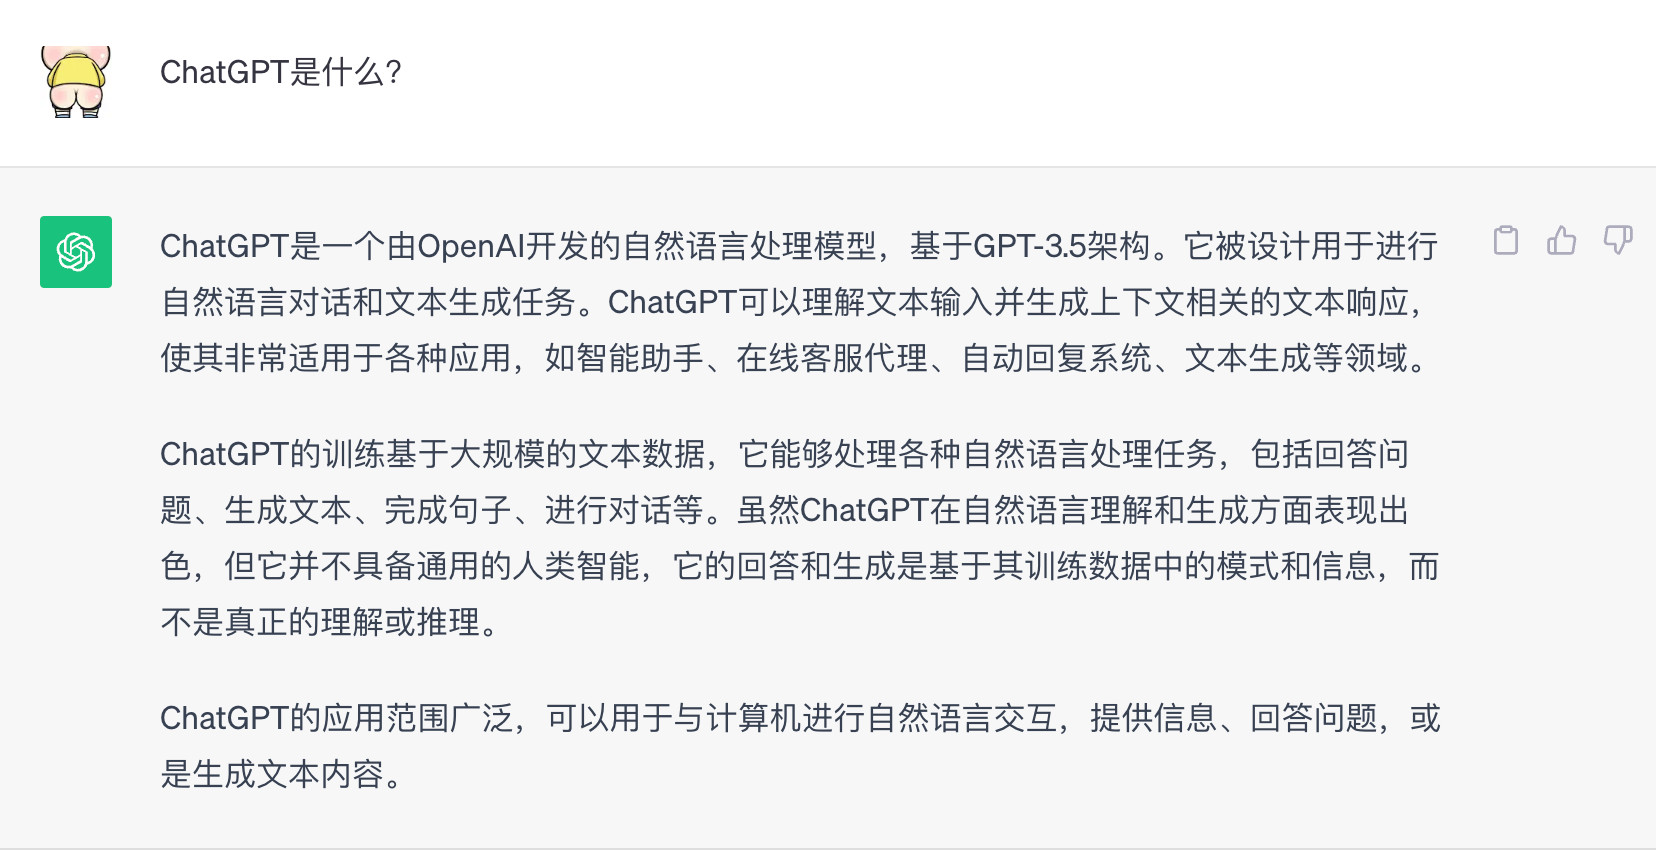 ChatGPT是什么？
ChatGPT是一个由OpenAI开发的自然语言处理模型，基于GPT-3.5架构。它被设计用于进行
自然语言对话和文本生成任务。ChatGPT可以理解文本输入并生成上下文相关的文本响应，
使其非常适用于各种应用，如智能助手、在线客服代理、自动回复系统、文本生成等领域。
ChatGPT的训练基于大规模的文本数据，它能够处理各种自然语言处理任务，包括回答问
题、生成文本、完成句子、进行对话等。虽然ChatGPT在自然语言理解和生成方面表现出
色，但它并不具备通用的人类智能，它的回答和生成是基于其训练数据中的模式和信息，而
不是真正的理解或推理。
ChatGPT的应用范围广泛，可以用于与计算机进行自然语言交互，提供信息、回答问题，或
是生成文本内容。